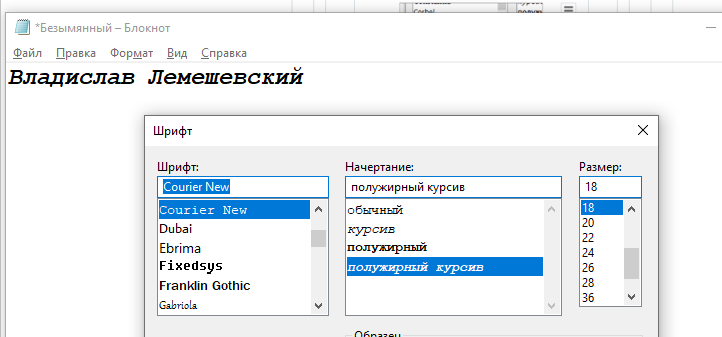 Corbel
*Безымянный – Блокнот
Файл Правка Формат Вид Справка
Владислав Лемешевский
Шрифт
Шрифт: Начертание: Размер:
Courier New полужирный курсив 18
Courier New обычный 18
Dubai курсив 20
Ebrima полужирный 22
Fixedsys полужирный курсив 24
Franklin Gothic 26
Gabriola 28
36
Образец